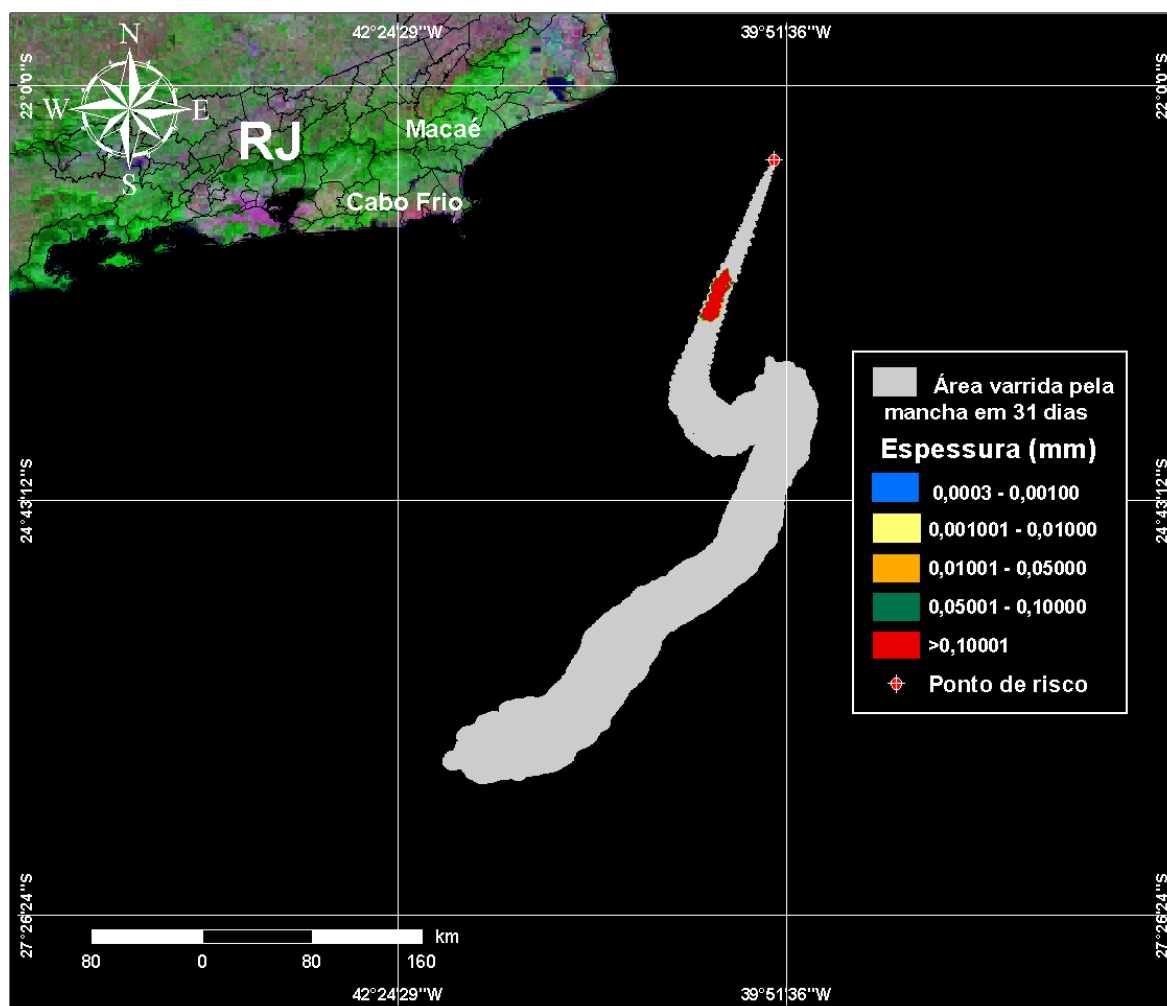 42°24'29"W 39°51'36"W
22°0'0"S 22°0'0"S
N
W E
S
RJ
Macaé
Cabo Frio
Área varrida pela
mancha em 31 dias
Espessura (mm)
0,0003 - 0,00100
0,001001 - 0,01000
0,01001 - 0,05000
0,05001 - 0,10000
>0,10001
Ponto de risco
24°43'12"S 24°43'12"S
27°26'24"S 27°26'24"S
km
80 0 80 160
42°24'29"W 39°51'36"W